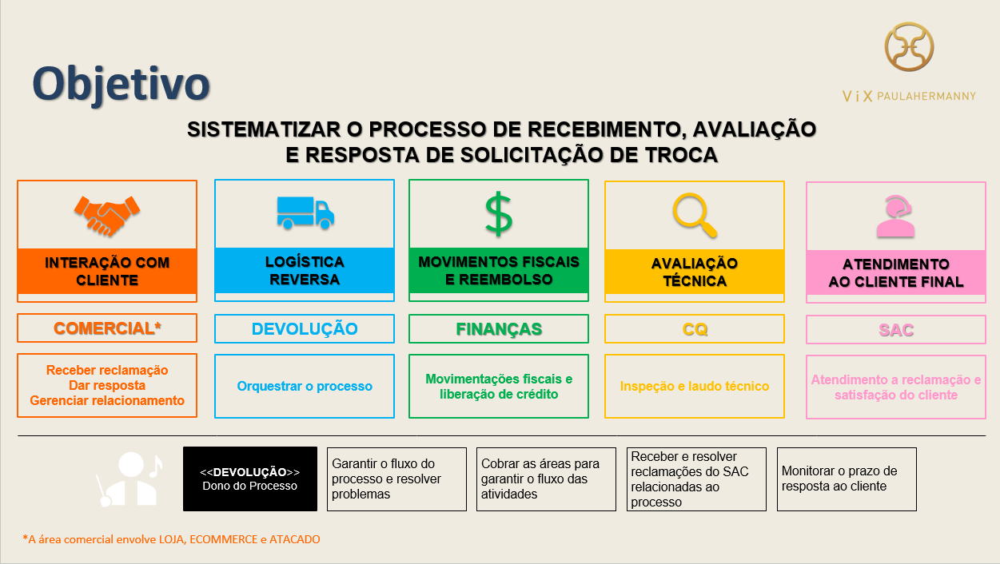 ViX PAULAHERMANNY
Objetivo
SISTEMATIZAR O PROCESSO DE RECEBIMENTO, AVALIAÇÃO
E RESPOSTA DE SOLICITAÇÃO DE TROCA
INTERAÇÃO COM
CLIENTE
COMERCIAL*
Receber reclamação
Dar resposta
Gerenciar relacionamento
LOGÍSTICA
REVERSA
DEVOLUÇÃO
Orquestrar o processo
MOVIMENTOS FISCAIS
E REEMBOLSO
FINANÇAS
Movimentações fiscais e
liberação de crédito
AVALIAÇÃO
TÉCNICA
CQ
Inspeção e laudo técnico
ATENDIMENTO
AO CLIENTE FINAL
SAC
Atendimento a reclamação e
satisfação do cliente
<<DEVOLUÇÃO>>
Dono do Processo
Garantir o fluxo do
processo e resolver
problemas
Cobrar as áreas para
garantir o fluxo das
atividades
Receber e resolver
reclamações do SAC
relacionadas ao
processo
Monitorar o prazo de
resposta ao cliente
*A área comercial envolve LOJA, ECOMMERCE e ATACADO